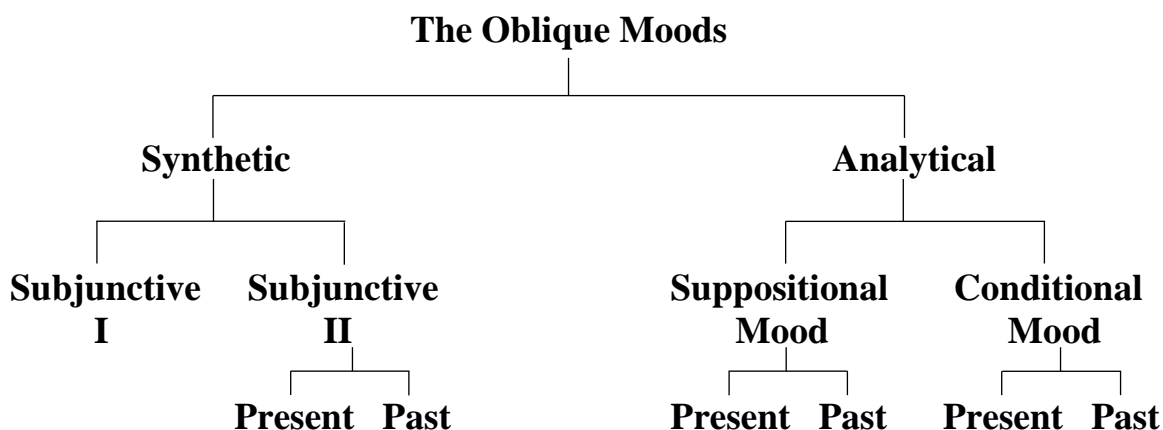 The Oblique Moods
Synthetic Analytical
Subjunctive I
Subjunctive II
Suppositional Mood
Conditional Mood
Present Past Present Past Present Past